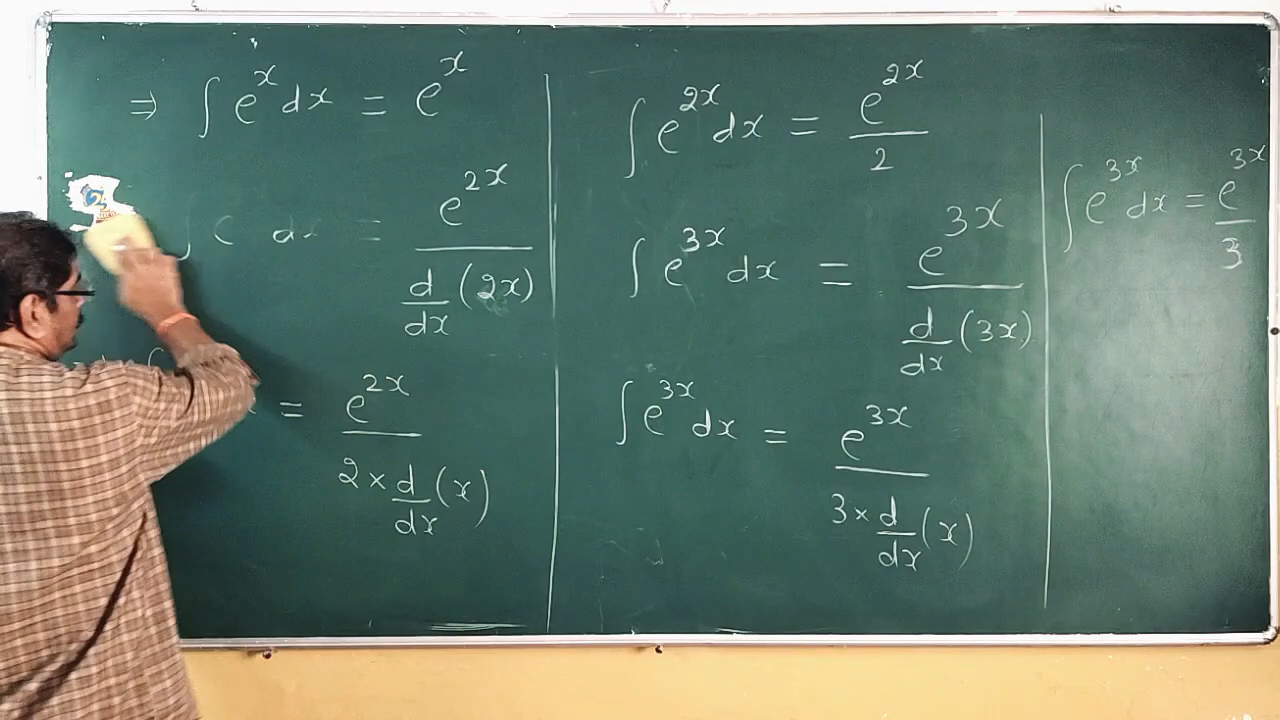 ⇒ ∫ e^x dx = e^x
dx = e^{2x} / (d/dx (2x))
= e^{2x} / (2 × d/dx (x))
∫ e^{2x} dx = e^{2x} / 2
∫ e^{3x} dx = e^{3x} / (d/dx (3x))
∫ e^{3x} dx = e^{3x} / (3 × d/dx (x))
∫ e^{3x} dx = e^{3x} / 3